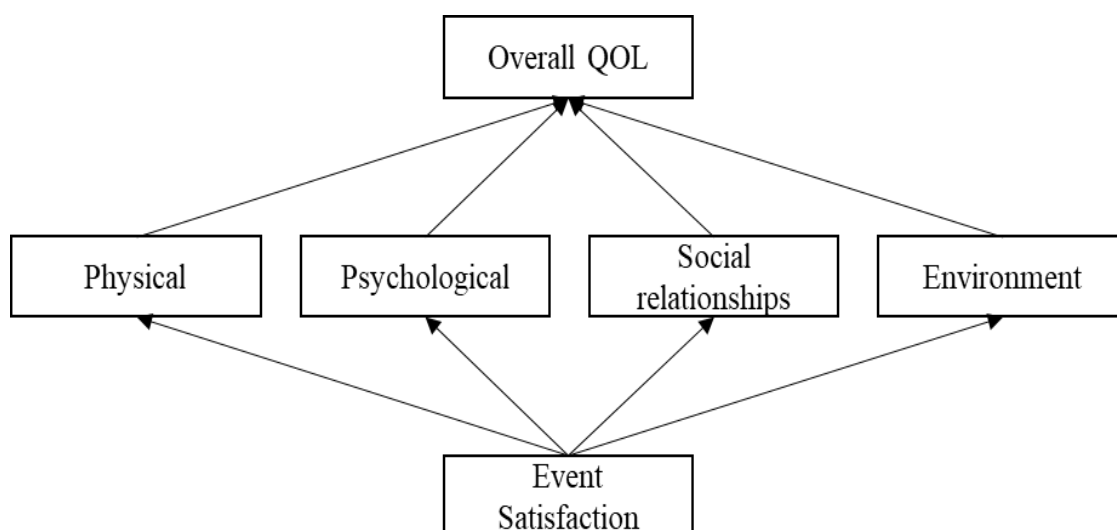 Overall QOL
Physical
Psychological
Social
relationships
Environment
Event
Satisfaction